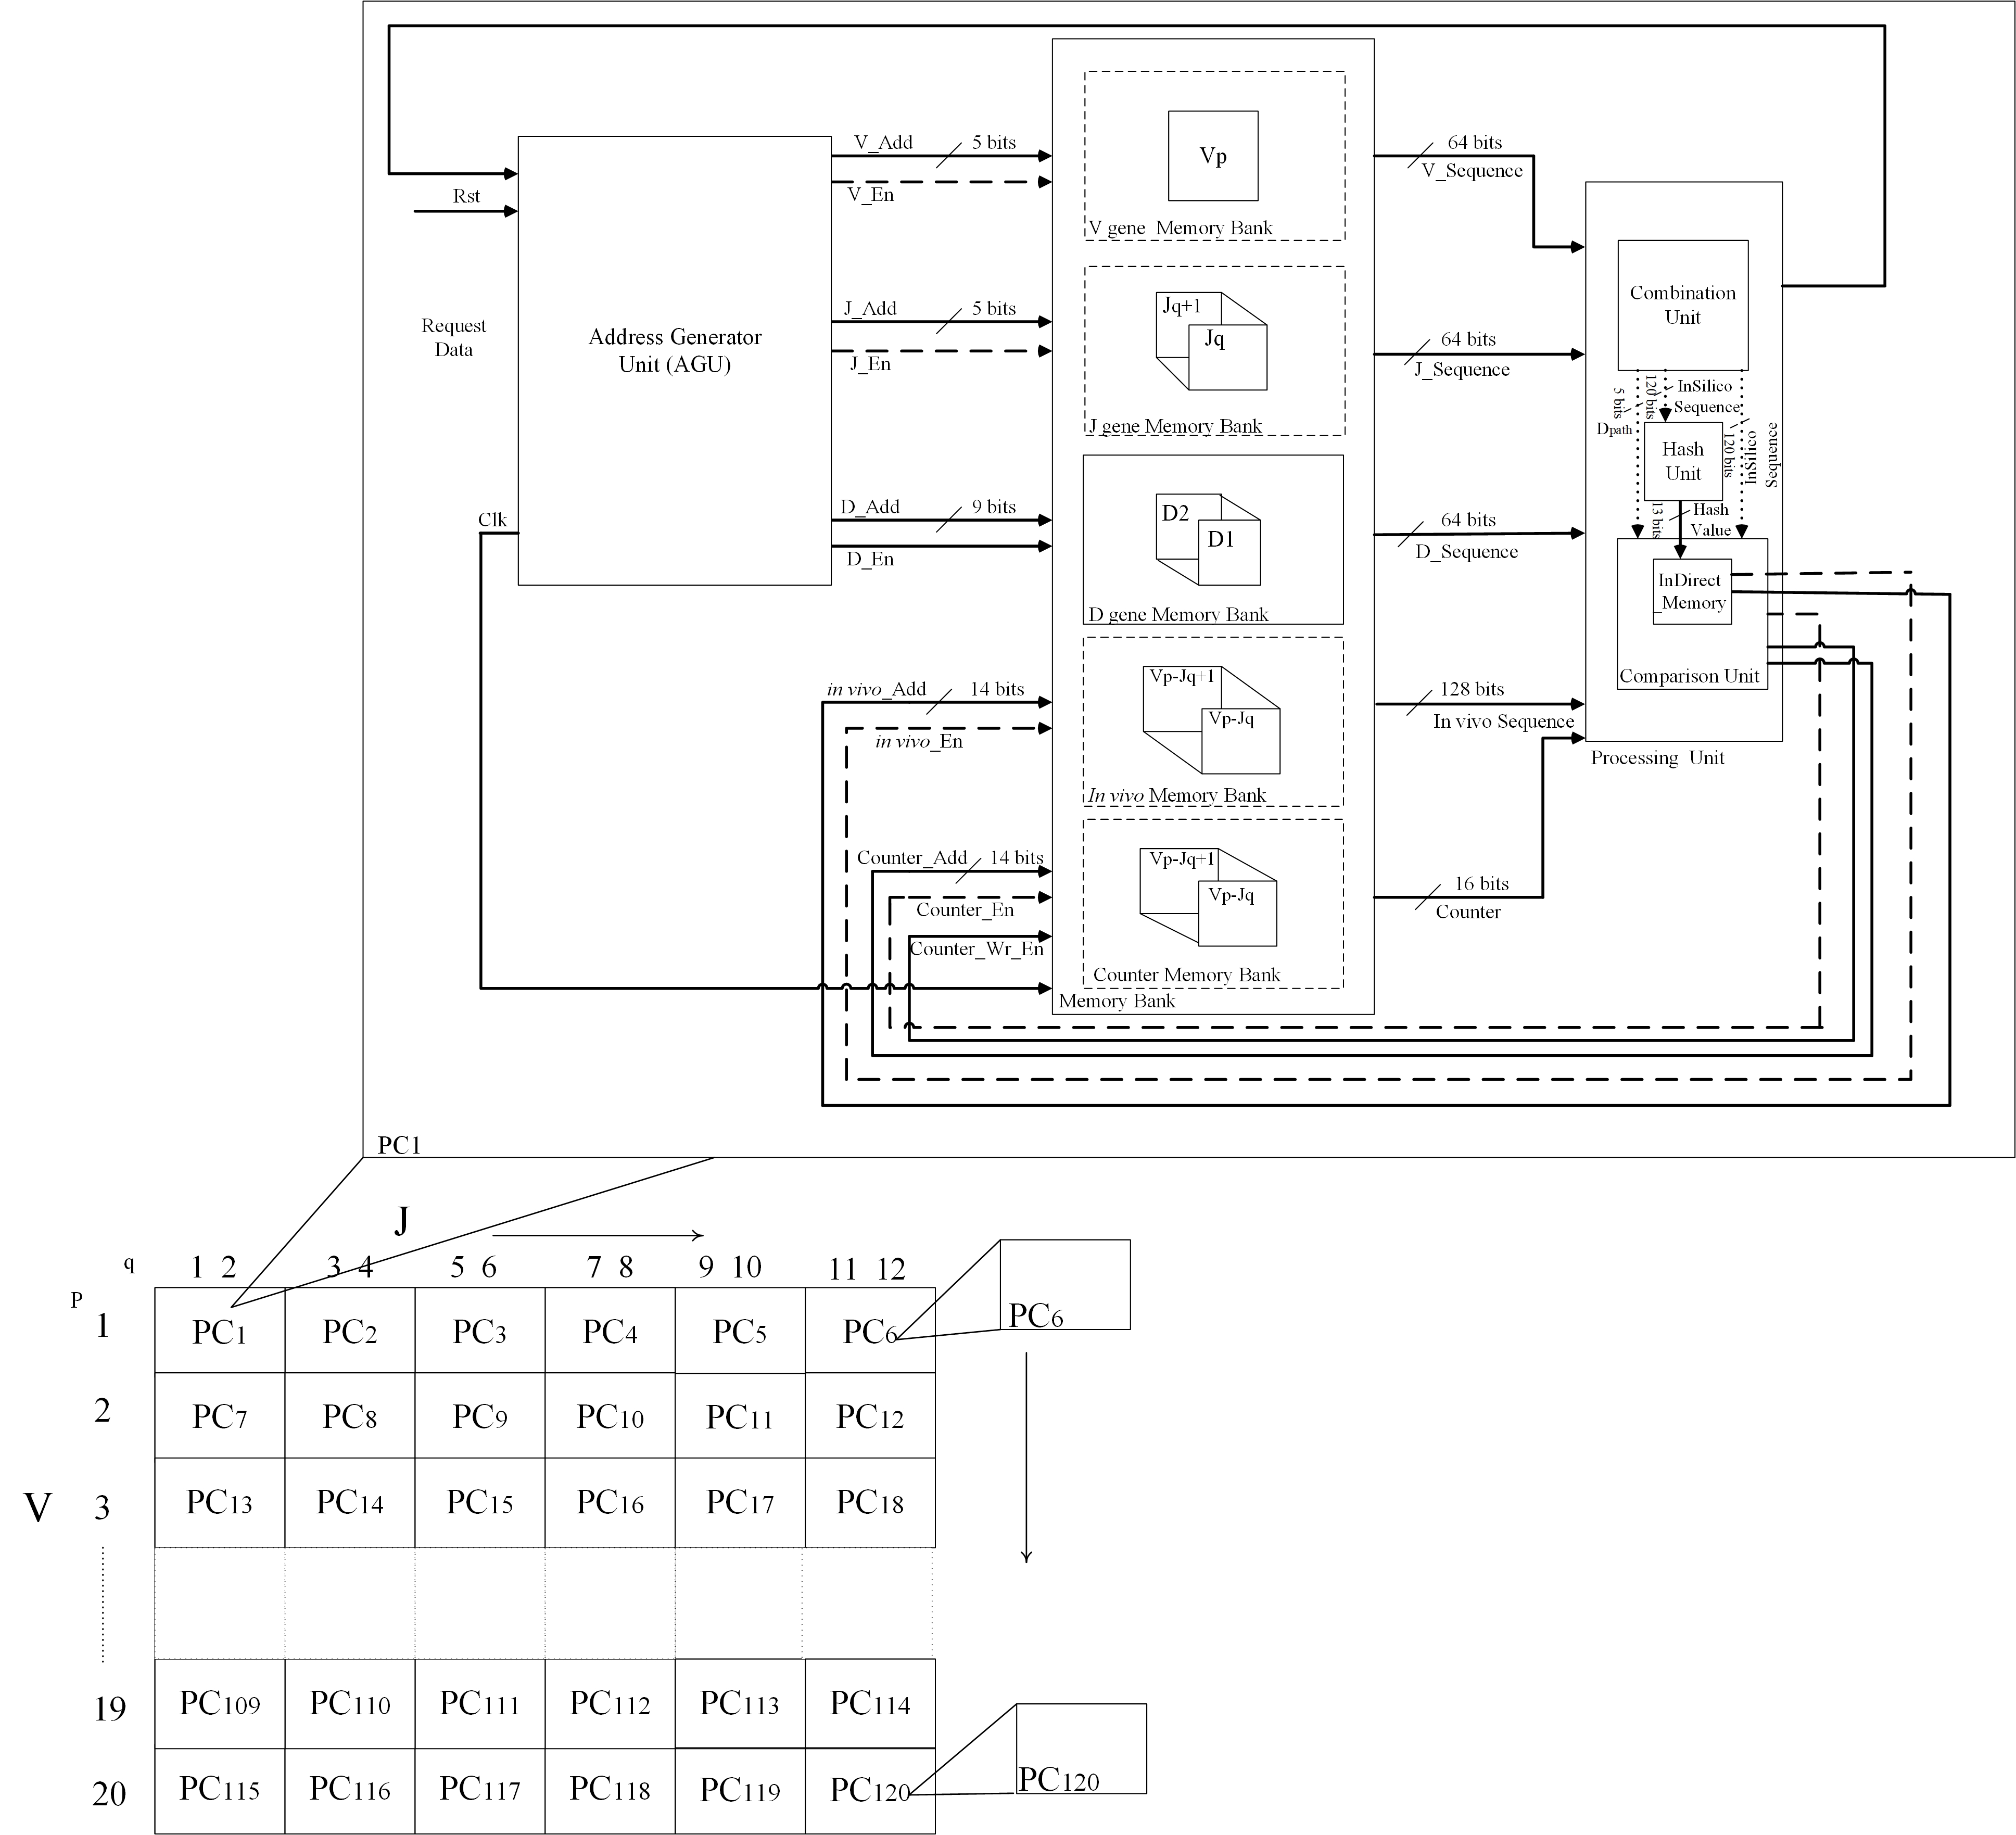 V_Add
5 bits
V_En
Rst
Request
Data
Address Generator
Unit (AGU)
J_Add
5 bits
J_En
Clk
D_Add
9 bits
D_En
in vivo_Add
14 bits
in vivo_En
Counter_Add
14 bits
Counter_En
Counter_Wr_En
Vp
V gene Memory Bank
Jq+1
Jq
J gene Memory Bank
D2
D1
D gene Memory Bank
Vp-Jq+1
Vp-Jq
In vivo Memory Bank
Vp-Jq+1
Vp-Jq
Counter Memory Bank
Memory Bank
64 bits
V_Sequence
64 bits
J_Sequence
64 bits
D_Sequence
128 bits
In vivo Sequence
16 bits
Counter
Combination
Unit
5 bits
Dpath
120 bits
InSilico
Sequence
Hash
Unit
120 bits
InSilico
Sequence
13 bits
Hash
Value
InDirect
_Memory
Comparison Unit
Processing Unit
PC1
J
q
1 2
3 4
5 6
7 8
9 10
11 12
P
V
1
PC1
PC2
PC3
PC4
PC5
PC6
PC6
2
PC7
PC8
PC9
PC10
PC11
PC12
3
PC13
PC14
PC15
PC16
PC17
PC18
19
PC109
PC110
PC111
PC112
PC113
PC114
20
PC115
PC116
PC117
PC118
PC119
PC120
PC120